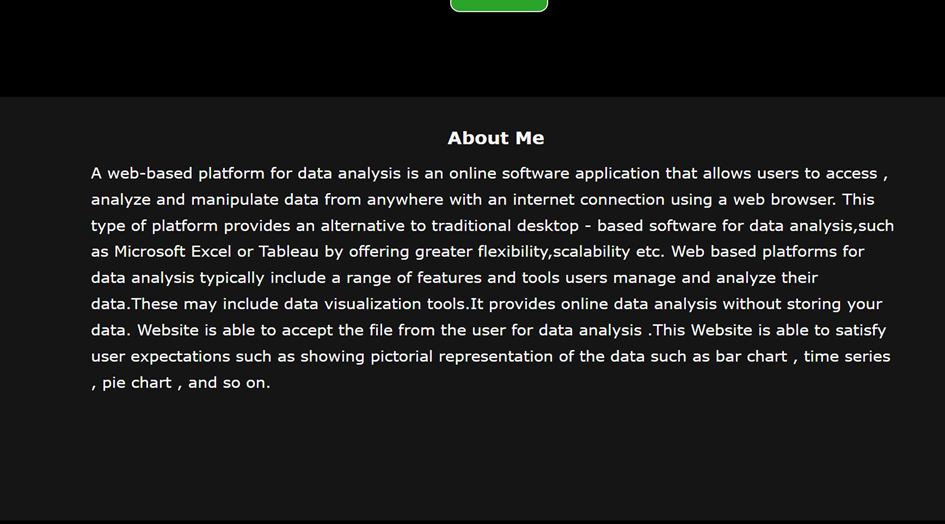 About Me
A web-based platform for data analysis is an online software application that allows users to access ,
analyze and manipulate data from anywhere with an internet connection using a web browser. This
type of platform provides an alternative to traditional desktop - based software for data analysis,such
as Microsoft Excel or Tableau by offering greater flexibility,scalability etc. Web based platforms for
data analysis typically include a range of features and tools users manage and analyze their
data.These may include data visualization tools.It provides online data analysis without storing your
data. Website is able to accept the file from the user for data analysis .This Website is able to satisfy
user expectations such as showing pictorial representation of the data such as bar chart , time series
, pie chart , and so on.